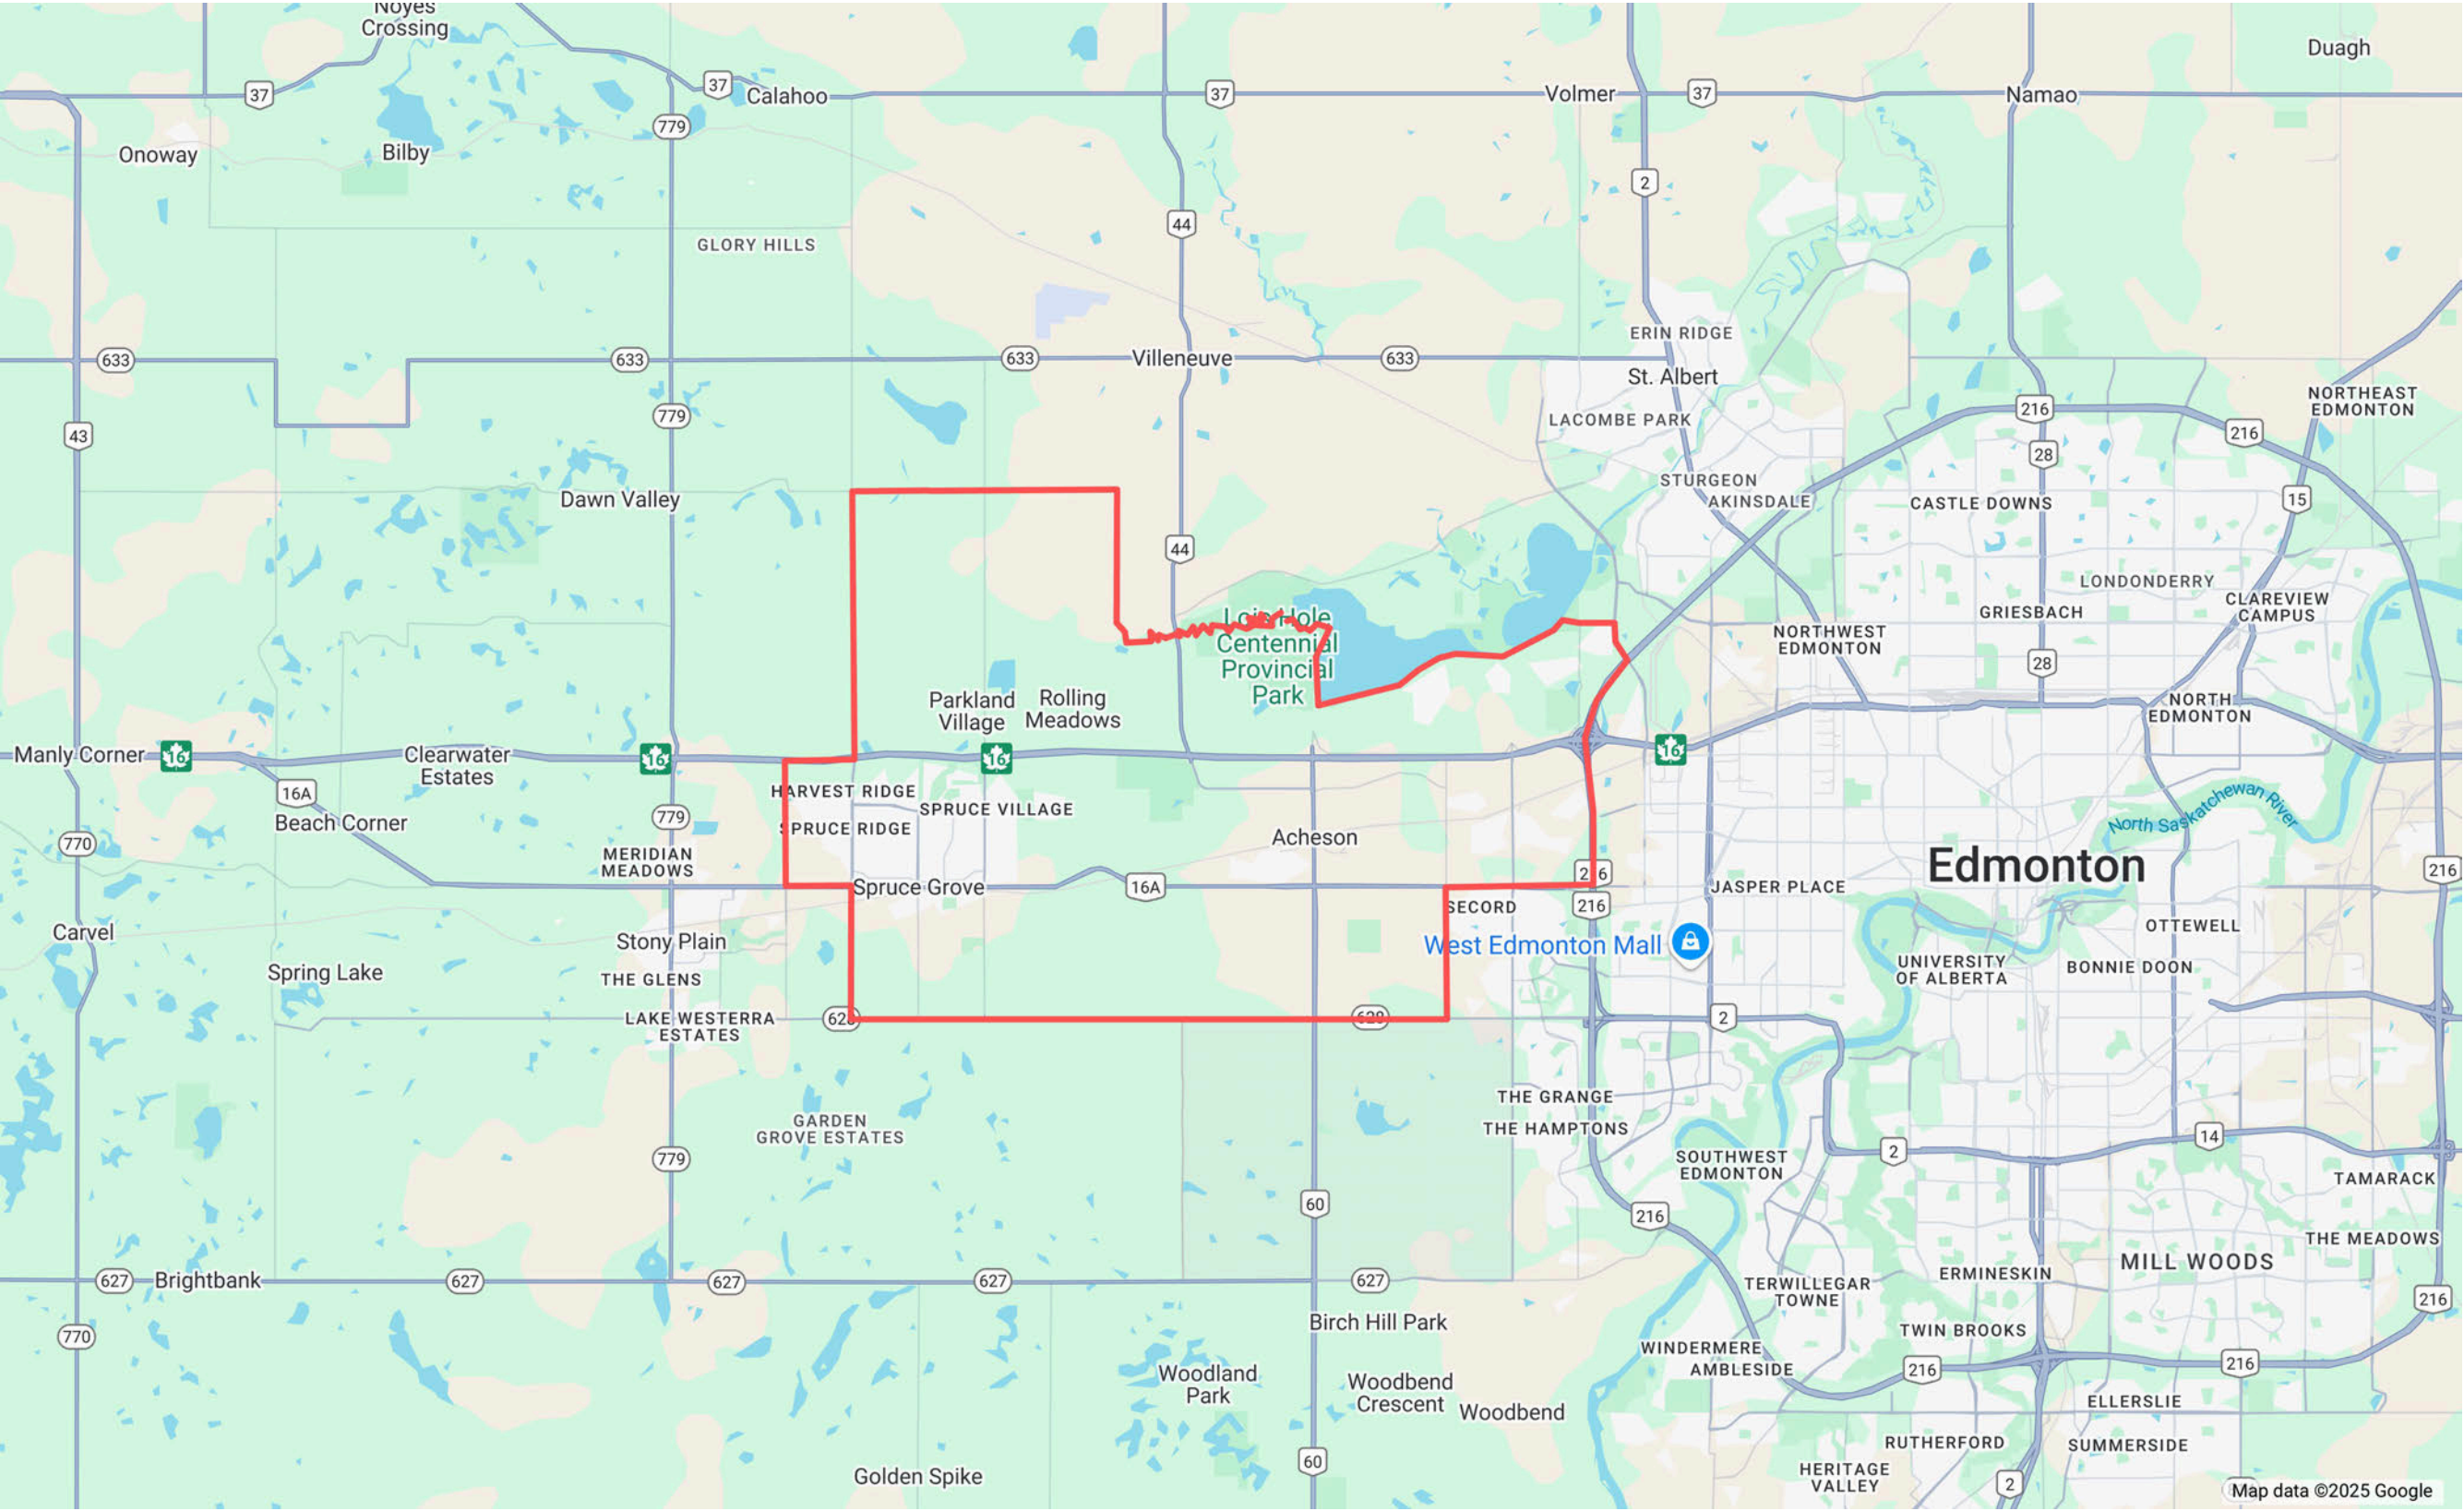 Noyes
Crossing
Duagh
37
37
Calahoo
37
Volmer
37
Namao
779
Onoway
Bilby
2
44
GLORY HILLS
ERIN RIDGE
633
633
633
Villeneuve
633
St. Albert
NORTHEAST
EDMONTON
216
779
LACOMBE PARK
43
216
28
STURGEON
Dawn Valley
AKINSDALE
CASTLE DOWNS
15
44
LONDONDERRY
Lois Hole
Centennial
Provincial
Park
GRIESBACH
CLAREVIEW
CAMPUS
NORTHWEST
EDMONTON
28
Parkland
Village
Rolling
Meadows
NORTH
EDMONTON
Manly Corner
16
Clearwater
Estates
16
16
16
16A
HARVEST RIDGE
SPRUCE VILLAGE
North Saskatchewan River
Beach Corner
779
SPRUCE RIDGE
Acheson
770
MERIDIAN
MEADOWS
Edmonton
216
216
Spruce Grove
16A
JASPER PLACE
SECORD
216
Carvel
Stony Plain
West Edmonton Mall
OTTEWELL
Spring Lake
THE GLENS
UNIVERSITY
OF ALBERTA
BONNIE DOON
LAKE WESTERRA
ESTATES
628
628
2
THE GRANGE
GARDEN
GROVE ESTATES
THE HAMPTONS
14
2
779
SOUTHWEST
EDMONTON
TAMARACK
60
216
THE MEADOWS
MILL WOODS
627
Brightbank
627
627
627
627
ERMINESKIN
TERWILLEGAR
TOWNE
216
770
Birch Hill Park
TWIN BROOKS
WINDERMERE
AMBLESIDE
216
216
Woodland
Park
Woodbend
Crescent
Woodbend
ELLERSLIE
RUTHERFORD
SUMMERSIDE
60
Golden Spike
HERITAGE
VALLEY
2
Map data ©2025 Google